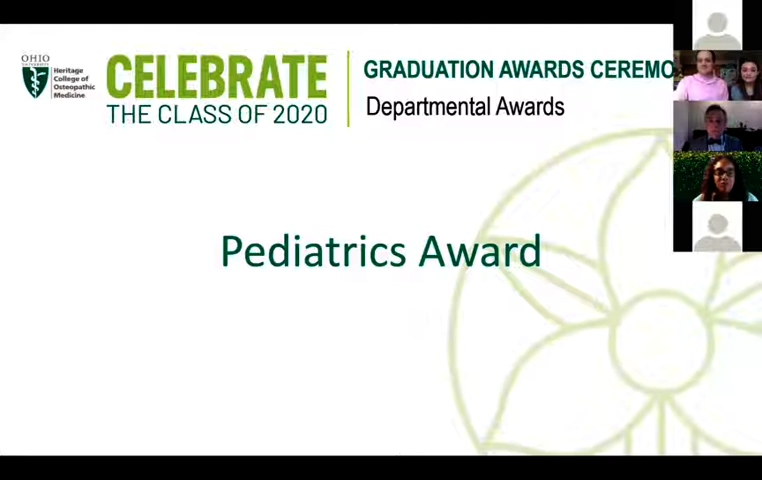 OHIO
UNIVERSITY
Heritage
College of
Osteopathic
Medicine
CELEBRATE
THE CLASS OF 2020
GRADUATION AWARDS CEREMO
Departmental Awards
Pediatrics Award